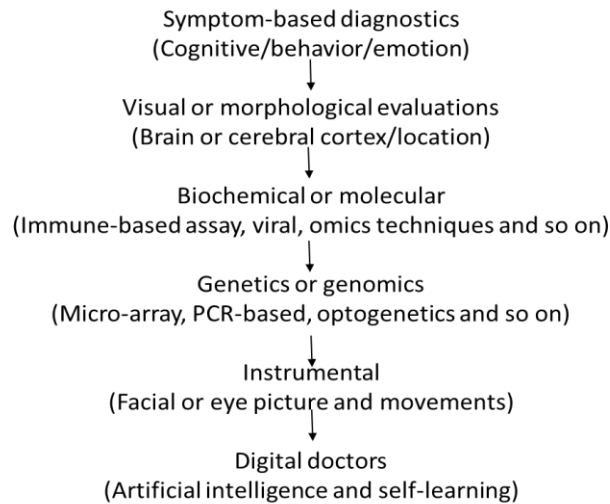 Symptom-based diagnostics
(Cognitive/behavior/emotion)
Visual or morphological evaluations
(Brain or cerebral cortex/location)
Biochemical or molecular
(Immune-based assay, viral, omics techniques and so on)
Genetics or genomics
(Micro-array, PCR-based, optogenetics and so on)
Instrumental
(Facial or eye picture and movements)
Digital doctors
(Artificial intelligence and self-learning)